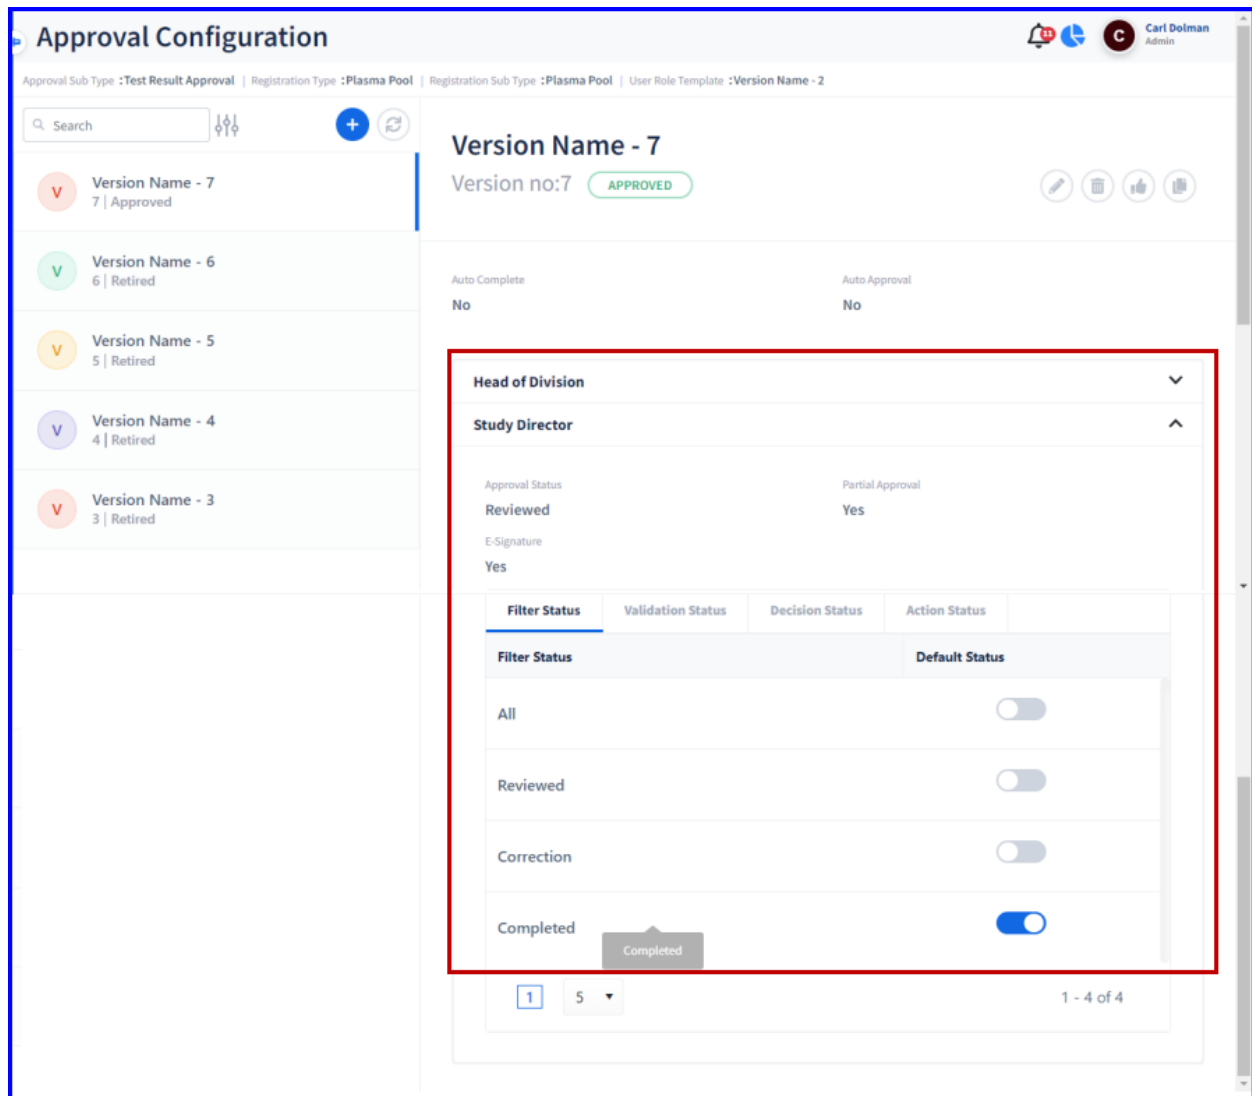 Approval Configuration
11
C
Carl Dolman
Admin
Approval Sub Type :Test Result Approval | Registration Type :Plasma Pool | Registration Sub Type :Plasma Pool | User Role Template :Version Name - 2
Search
+
V
Version Name - 7
7 | Approved
V
Version Name - 6
6 | Retired
V
Version Name - 5
5 | Retired
V
Version Name - 4
4 | Retired
V
Version Name - 3
3 | Retired
Version Name - 7
Version no:7 APPROVED
Auto Complete Auto Approval
No No
Head of Division
Study Director
Approval Status Partial Approval
Reviewed Yes
E-Signature
Yes
Filter Status Validation Status Decision Status Action Status
Filter Status Default Status
All
Reviewed
Correction
Completed
Completed
1 5 1 - 4 of 4